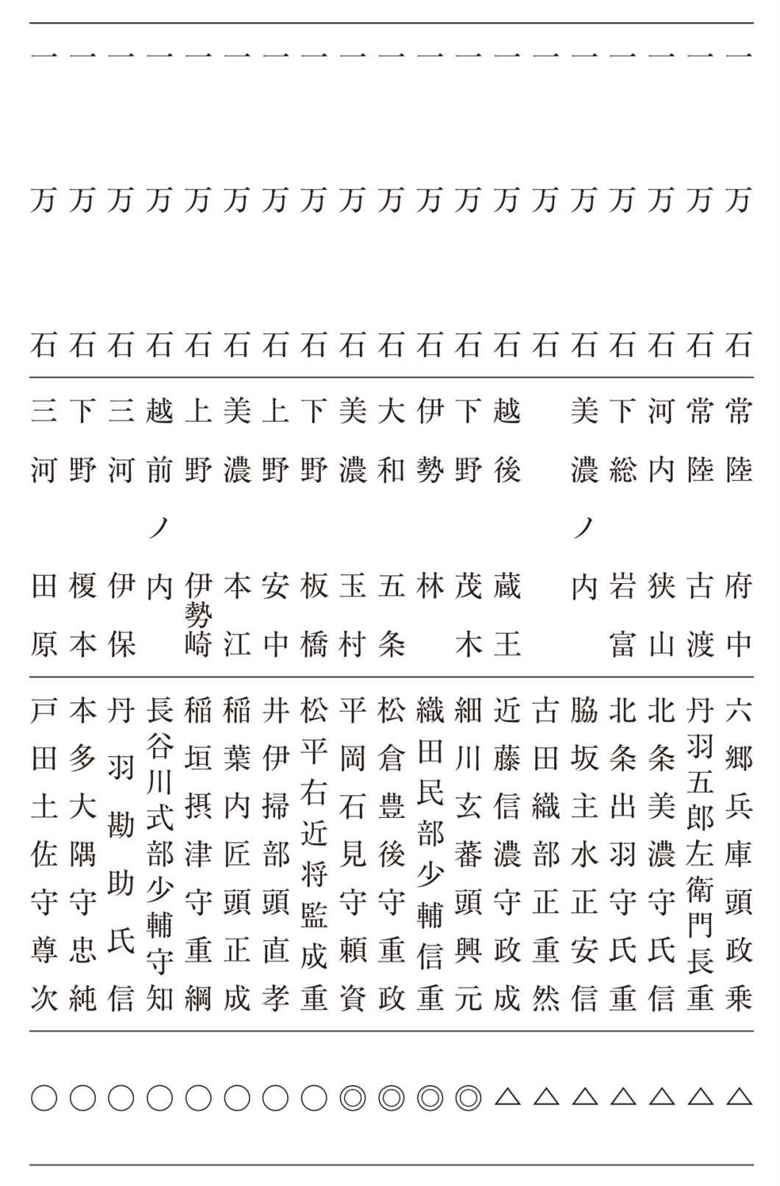 一万石 常陸 府中 六郷兵庫頭政乗 △
一万石 常陸 古渡 丹羽五郎左衛門長重 △
一万石 河内 狭山 北条美濃守氏信 △
一万石 下総 岩富 北条出羽守氏重 △
一万石 美濃ノ内 脇坂主水正安信 △
一万石 古田織部正重然 △
一万石 越後 蔵王 近藤信濃守政成 △
一万石 下野 茂木 細川玄蕃頭興元 ◎
一万石 伊勢 林 織田民部少輔信重 ◎
一万石 大和 五条 松倉豊後守重政 ◎
一万石 美濃 玉村 平岡石見守頼資 ◎
一万石 下野 板橋 松平右近将監成重 ○
一万石 上野 安中 井伊掃部頭直孝 ○
一万石 美濃 本江 稲葉内匠頭正成 ○
一万石 上野 伊勢崎 稲垣摂津守重綱 ○
一万石 越前ノ内 長谷川式部少輔守知 ○
一万石 三河 伊保 丹羽勘助氏信 ○
一万石 下野 榎本 本多大隅守忠純 ○
一万石 三河 田原 戸田土佐守尊次 ○